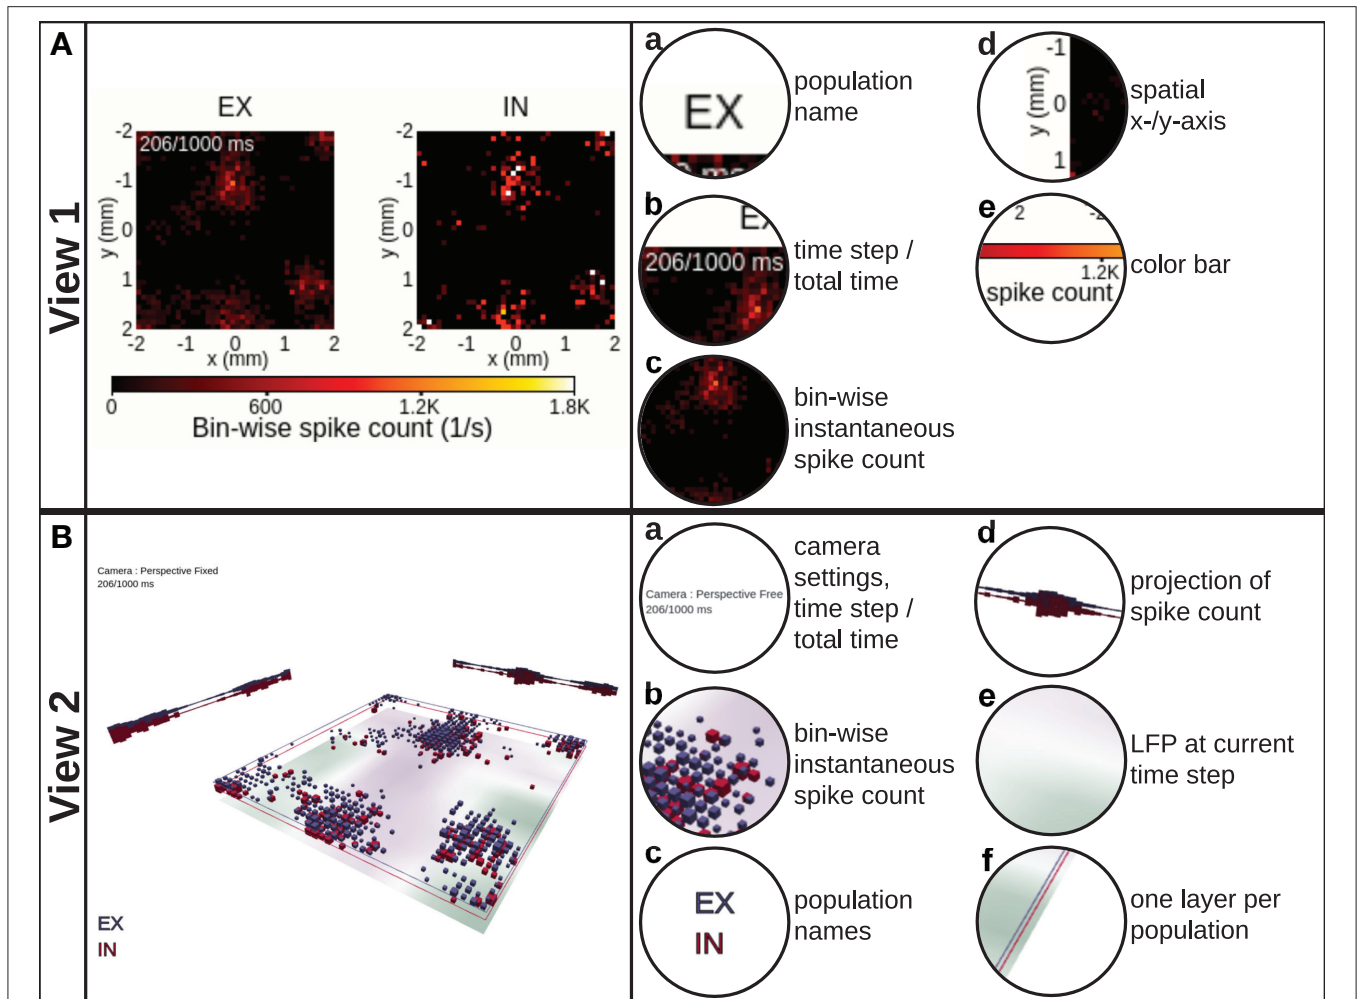 A
View 1
EX
IN
206/1000 ms
-2
-1
0
1
2
y (mm)
-2 -1 0 1 2
x (mm)
-2
-1
0
1
2
y (mm)
-2 -1 0 1 2
x (mm)
0 600 1.2K 1.8K
Bin-wise spike count (1/s)
a
EX
population
name
b
206/1000 ms
time step /
total time
c
bin-wise
instantaneous
spike count
d
-1
0
1
y (mm)
spatial
x-/y-axis
e
2 -2
1.2K
spike count
color bar
B
View 2
Camera : Perspective Fixed
206/1000 ms
EX
IN
a
Camera : Perspective Free
206/1000 ms
camera
settings,
time step /
total time
b
bin-wise
instantaneous
spike count
c
EX
IN
population
names
d
projection of
spike count
e
LFP at current
time step
f
one layer per
population